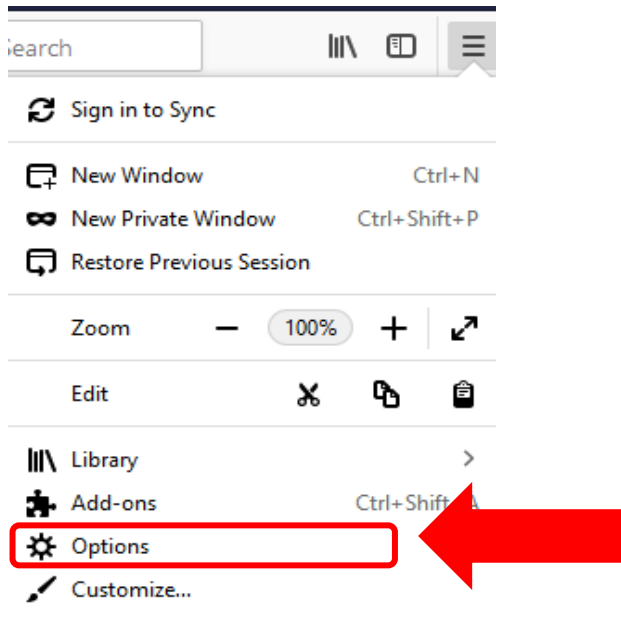 Search
Sign in to Sync
New Window Ctrl+N
New Private Window Ctrl+Shift+P
Restore Previous Session
Zoom 100%
Edit
Library
Add-ons Ctrl+Shift+A
Options
Customize...